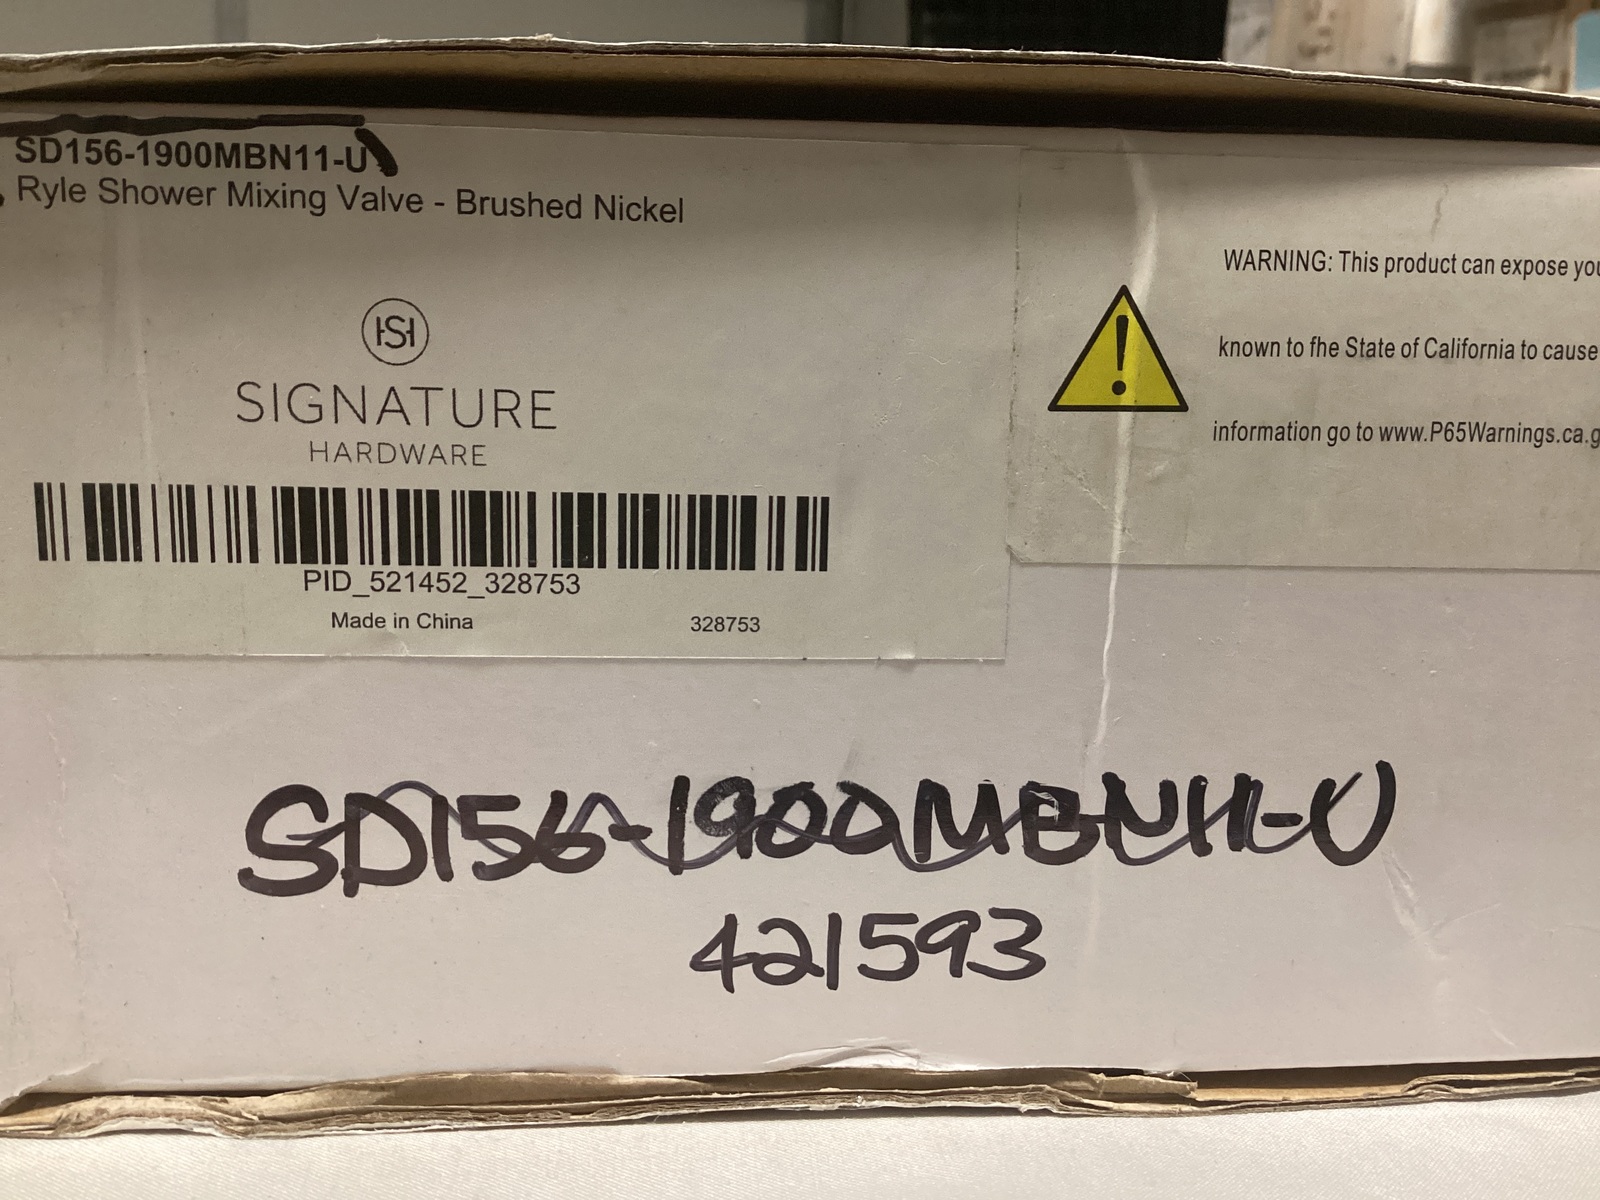 SD156-1900MBN11-U
Ryle Shower Mixing Valve - Brushed Nickel
SIGNATURE
HARDWARE
PID_521452_328753
Made in China
328753
WARNING: This product can expose you
known to fhe State of California to cause
information go to www.P65Warnings.ca.g
SD156-1900MBN11-U
421593